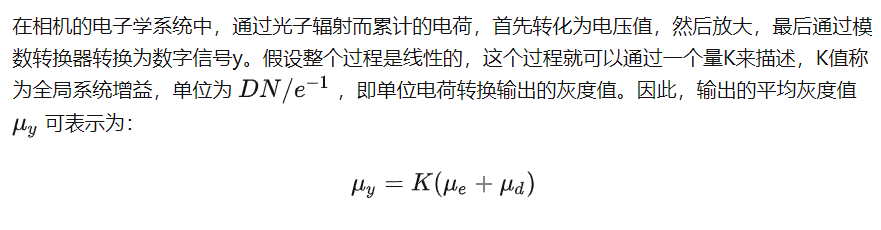 在相机的电子学系统中，通过光子辐射而累计的电荷，首先转化为电压值，然后放大，最后通过模
数转换器转换为数字信号y。假设整个过程是线性的，这个过程就可以通过一个量K来描述，K值称
为全局系统增益，单位为 $DN/e^{-1}$ ，即单位电荷转换输出的灰度值。因此，输出的平均灰度值
$\mu_y$ 可表示为：
$\mu_y = K(\mu_e + \mu_d)$